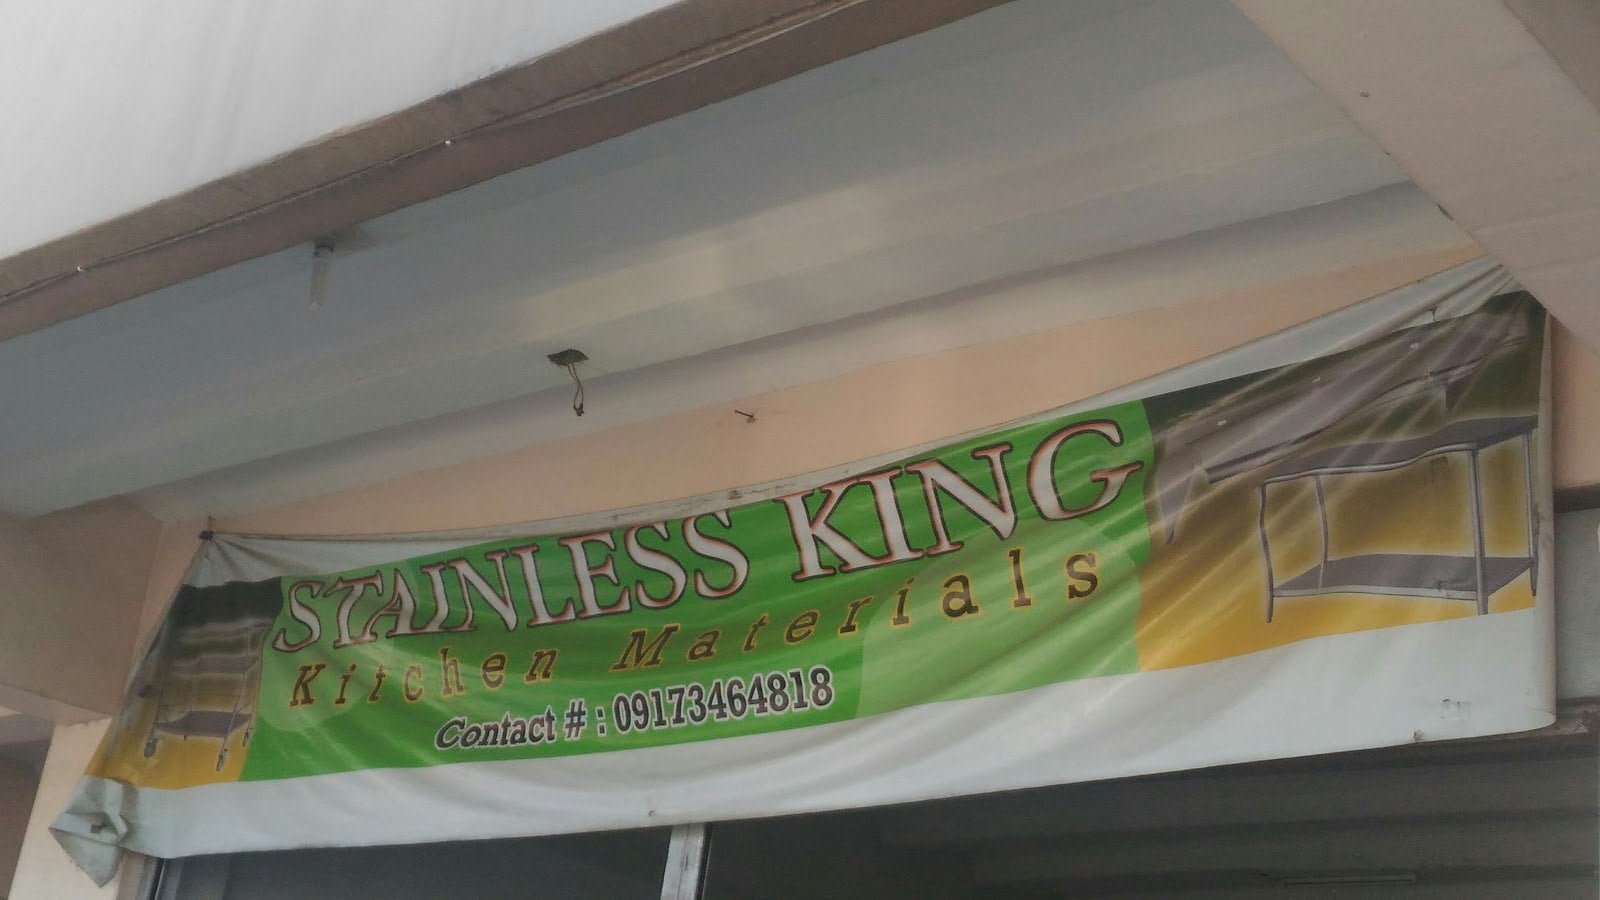 STAINLESS KING
Kitchen Materials
Contact # : 09173464818